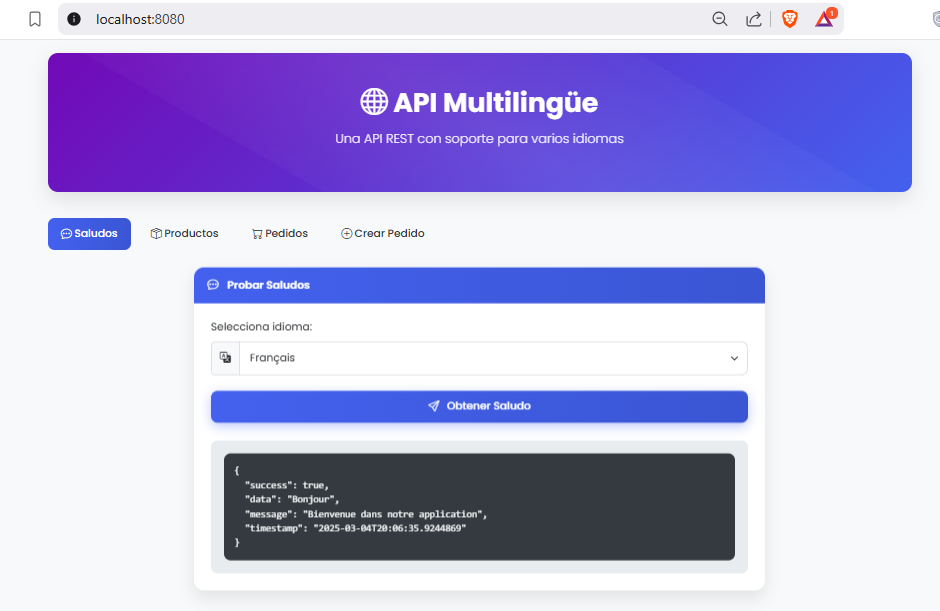 localhost:8080
1
API Multilingüe
Una API REST con soporte para varios idiomas
Saludos
Productos
Pedidos
Crear Pedido
Probar Saludos
Selecciona idioma:
Français
Obtener Saludo
{
"success": true,
"data": "Bonjour",
"message": "Bienvenue dans notre application",
"timestamp": "2025-03-04T20:06:35.9244869"
}